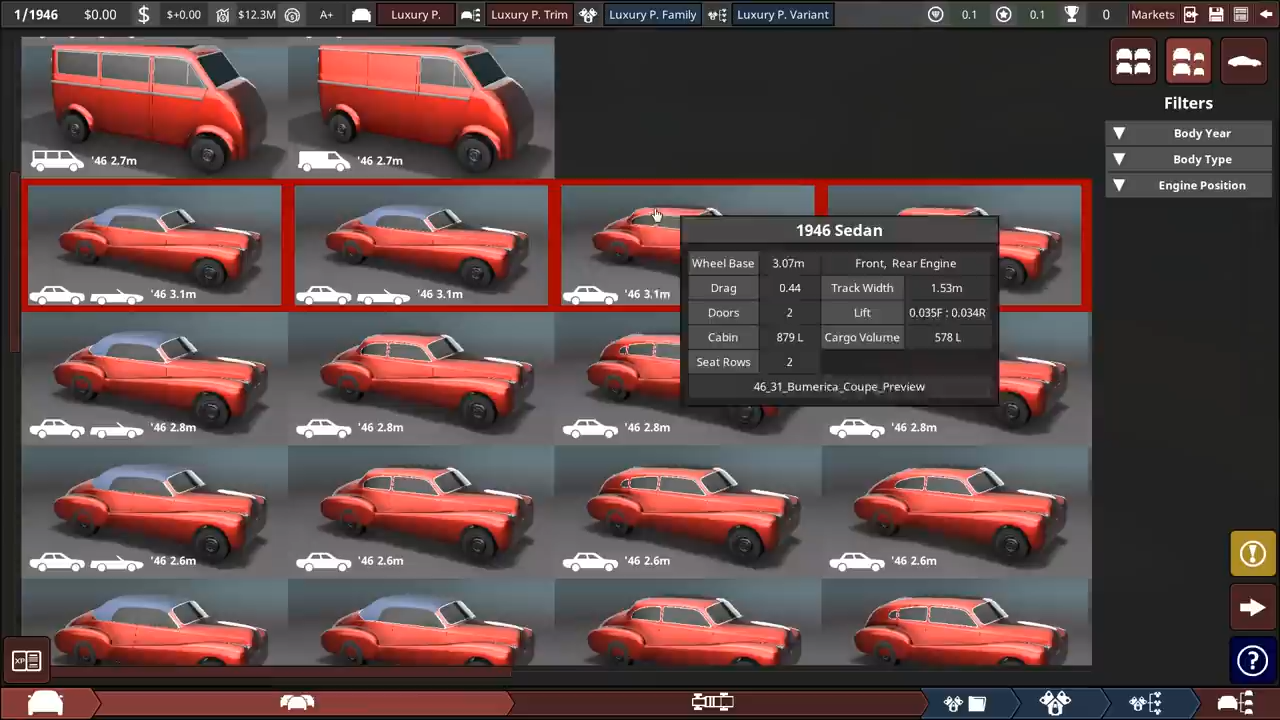 1/1946 $0.00 $+0.00 $12.3M A+ Luxury P. Luxury P. Trim Luxury P. Family Luxury P. Variant 0.1 0.1 0 Markets
Filters
Body Year
Body Type
Engine Position
'46 2.7m '46 2.7m
1946 Sedan
Wheel Base 3.07m Front, Rear Engine
Drag 0.44 Track Width 1.53m
Doors 2 Lift 0.035F : 0.034R
Cabin 879 L Cargo Volume 578 L
Seat Rows 2
46_31_Bumerica_Coupe_Preview
'46 3.1m '46 3.1m '46 3.1m
'46 2.8m '46 2.8m '46 2.8m '46 2.8m
'46 2.6m '46 2.6m '46 2.6m '46 2.6m
XP
?